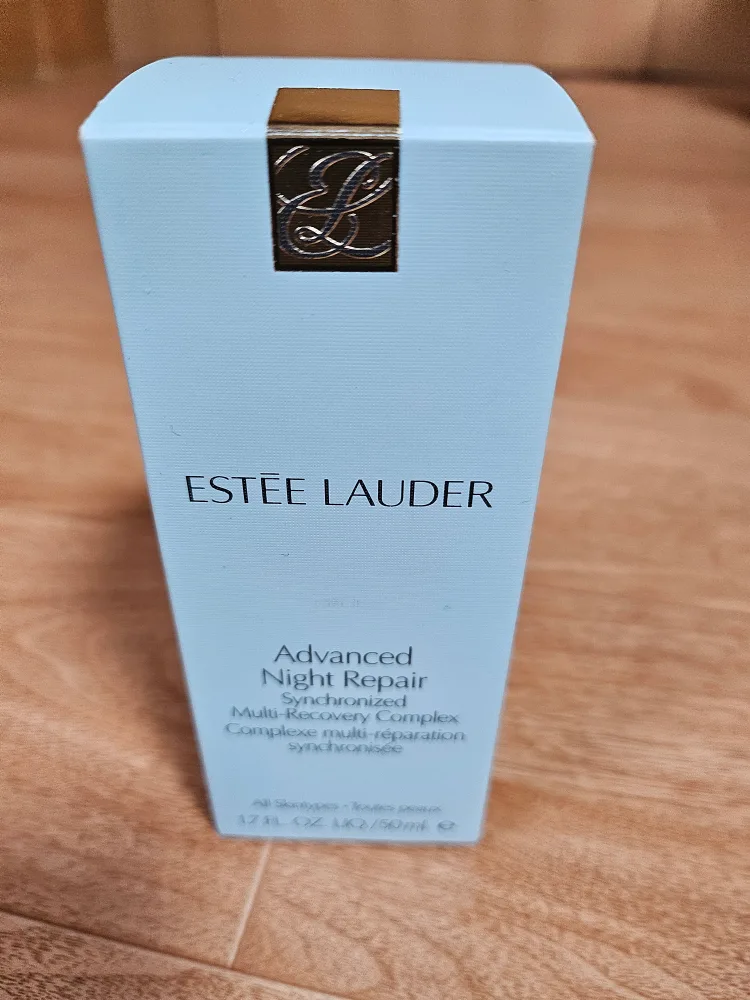 EL
ESTĒE LAUDER
Advanced
Night Repair
Synchronized
Multi-Recovery Complex
Complexe multi-réparation
synchronisée
All Skintypes · Toutes peaux
1.7 FL. OZ. LIQ./50ml ℮